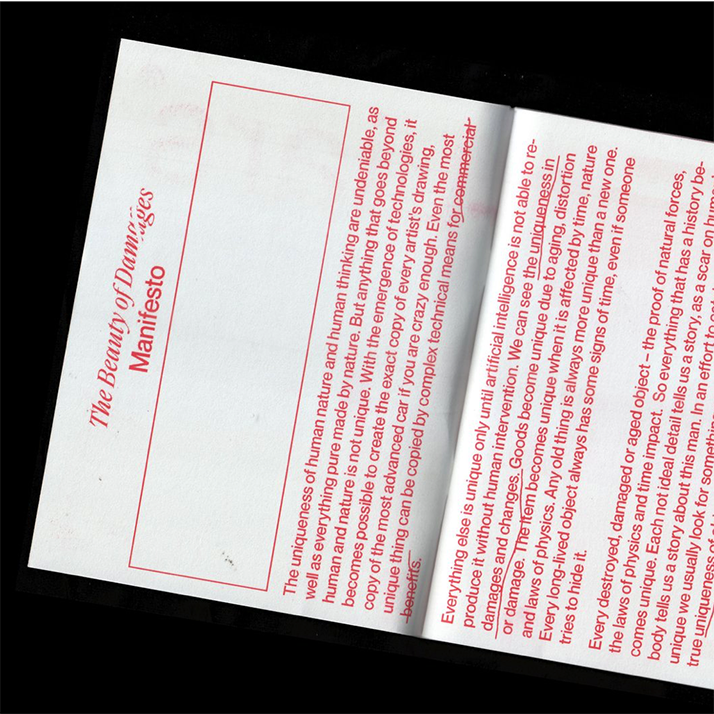 The Beauty of Damages
Manifesto
The uniqueness of human nature and human thinking are undeniable, as
well as everything pure made by nature. But anything that goes beyond
human and nature is not unique. With the emergence of technologies, it
becomes possible to create the exact copy of every artist's drawing,
copy of the most advanced car if you are crazy enough. Even the most
unique thing can be copied by complex technical means for commercial
benefits.
Everything else is unique only until artificial intelligence is not able to re-
produce it without human intervention. We can see the uniqueness in
damages and changes. Goods become unique due to aging, distortion
or damage. The item becomes unique when it is affected by time, nature
and laws of physics. Any old thing is always more unique than a new one.
Every long-lived object always has some signs of time, even if someone
tries to hide it.
Every destroyed, damaged or aged object – the proof of natural forces,
the laws of physics and time impact. So everything that has a history be-
comes unique. Each not ideal detail tells us a story, as a scar on
body tells us a story about this man. In an effort to
unique we usually look for
true uniqueness of